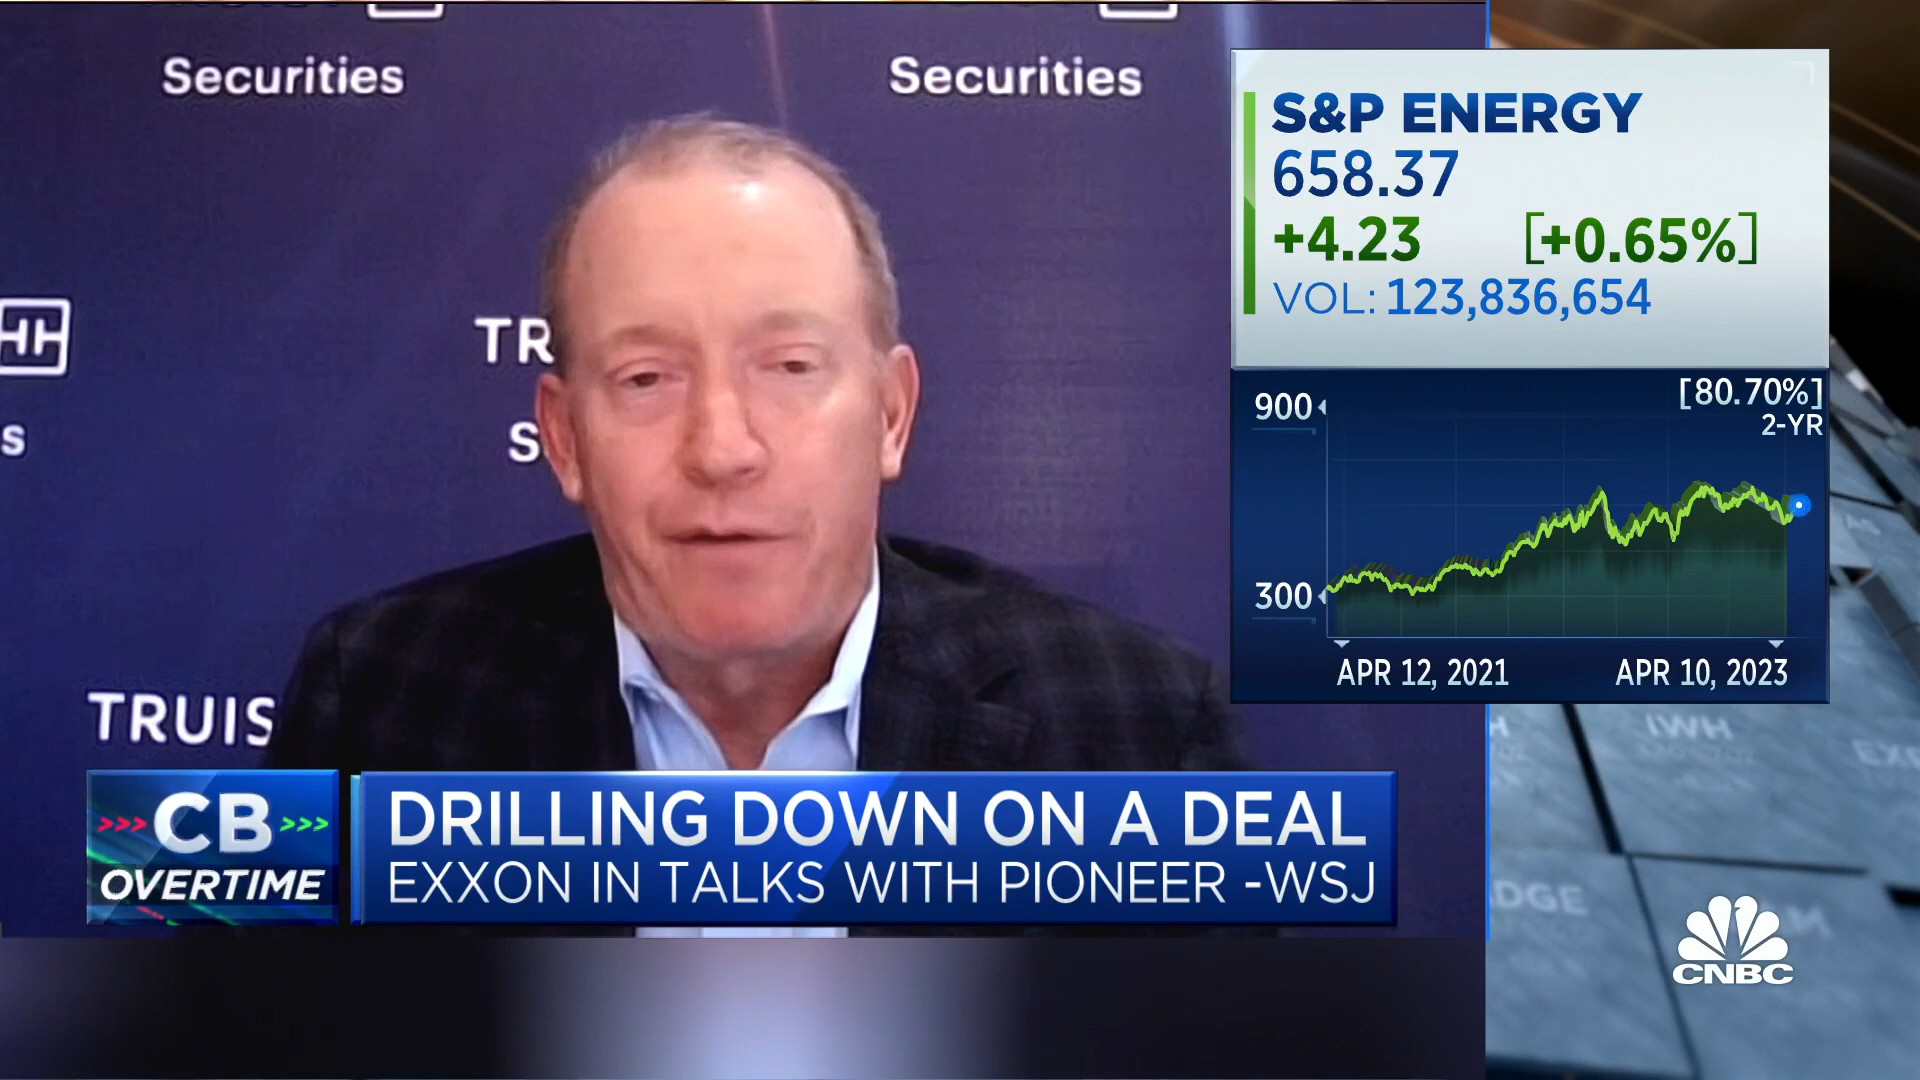 Securities
Securities
TR
S
s
TRUIS
S&P ENERGY
658.37
+4.23 [+0.65%]
VOL: 123,836,654
[80.70%]
2-YR
900
300
APR 12, 2021
APR 10, 2023
CB
OVERTIME
DRILLING DOWN ON A DEAL
EXXON IN TALKS WITH PIONEER -WSJ
IWH
DGE
CNBC